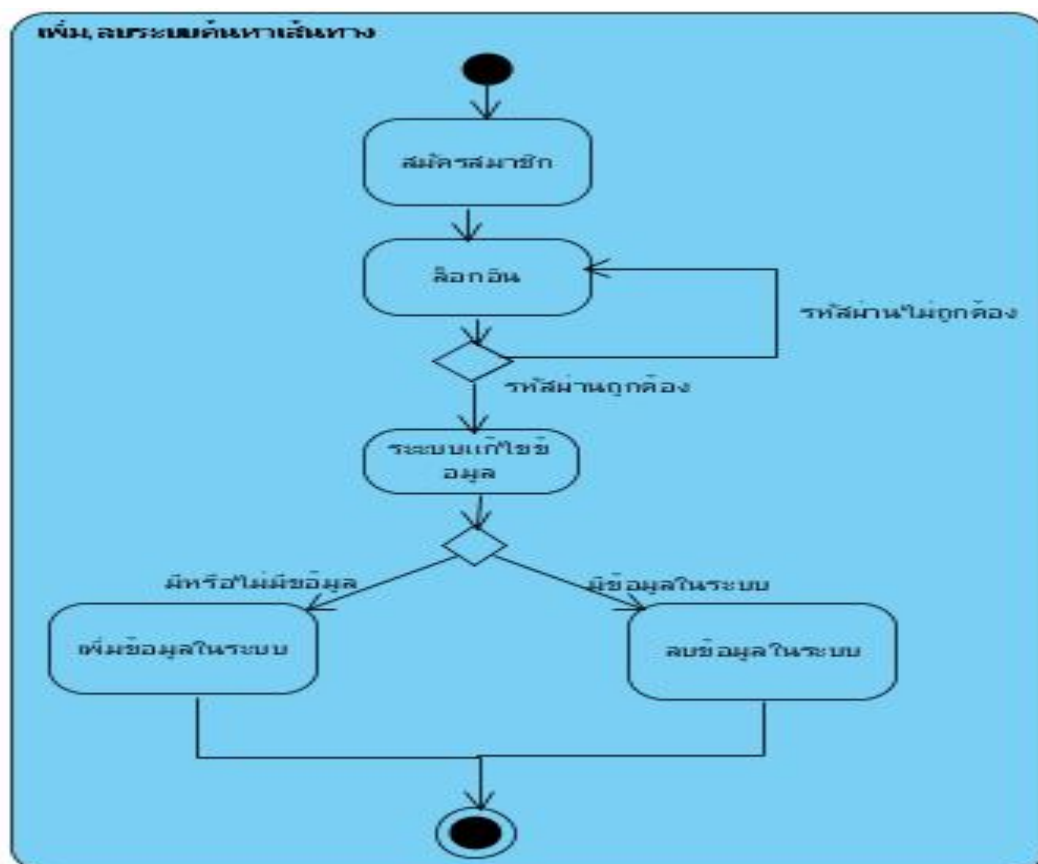 เพิ่ม,ลบระบบค้นหาเส้นทาง
สมัครสมาชิก
ล็อกอิน
รหัสผ่านไม่ถูกต้อง
รหัสผ่านถูกต้อง
ระะบบแก้ไขข้
อมูล
มีหรือไม่มีขอ้มูล
มีข้อมูลในระบบ
เพิ่มข้อมูลในระบบ
ลบข้อมูลในระบบ